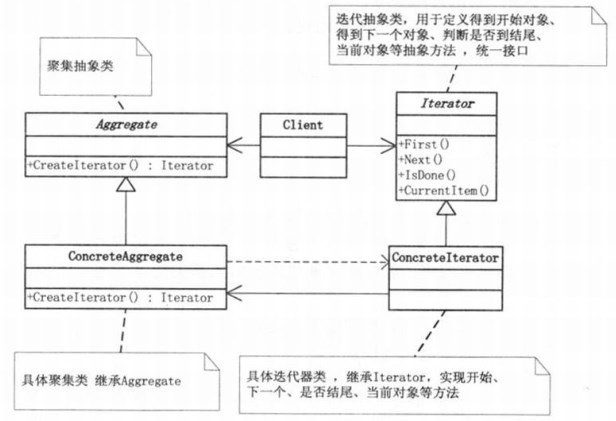 迭代抽象类，用于定义得到开始对象、
得到下一个对象、判断是否到结尾、
当前对象等抽象方法 ，统一接口
聚集抽象类
Aggregate
+CreateIterator() : Iterator
Client
Iterator
+First()
+Next()
+IsDone()
+CurrentItem()
ConcreteAggregate
+CreateIterator() : Iterator
ConcreteIterator
具体聚集类 继承Aggregate
具体迭代器类 ，继承Iterator，实现开始、
下一个、是否结尾、当前对象等方法